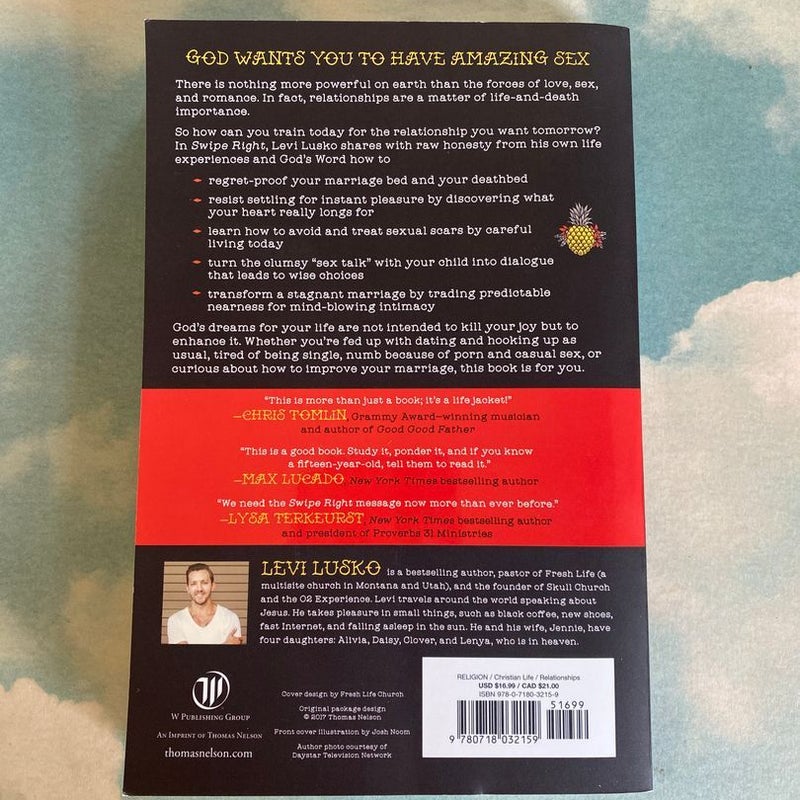 GOD WANTS YOU TO HAVE AMAZING SEX
There is nothing more powerful on earth than the forces of love, sex,
and romance. In fact, relationships are a matter of life-and-death
importance.
So how can you train today for the relationship you want tomorrow?
In Swipe Right, Levi Lusko shares with raw honesty from his own life
experiences and God's Word how to
regret-proof your marriage bed and your deathbed
resist settling for instant pleasure by discovering what
your heart really longs for
learn how to avoid and treat sexual scars by careful
living today
turn the clumsy "sex talk" with your child into dialogue
that leads to wise choices
transform a stagnant marriage by trading predictable
nearness for mind-blowing intimacy
God's dreams for your life are not intended to kill your joy but to
enhance it. Whether you're fed up with dating and hooking up as
usual, tired of being single, numb because of porn and casual sex, or
curious about how to improve your marriage, this book is for you.
"This is more than just a book; it's a life jacket!"
—CHRIS TOMLIN, Grammy Award–winning musician
and author of Good Good Father
"This is a good book. Study it, ponder it, and if you know
a fifteen-year-old, tell them to read it."
—MAX LUCADO, New York Times bestselling author
"We need the Swipe Right message now more than ever before."
—LYSA TERKEURST, New York Times bestselling author
and president of Proverbs 31 Ministries
LEVI LUSKO is a bestselling author, pastor of Fresh Life (a
multisite church in Montana and Utah), and the founder of Skull Church
and the O2 Experience. Levi travels around the world speaking about
Jesus. He takes pleasure in small things, such as black coffee, new shoes,
fast Internet, and falling asleep in the sun. He and his wife, Jennie, have
four daughters: Alivia, Daisy, Clover, and Lenya, who is in heaven.
W PUBLISHING GROUP
AN IMPRINT OF THOMAS NELSON
thomasnelson.com
Cover design by Fresh Life Church
Original package design
© 2017 Thomas Nelson
Front cover illustration by Josh Noom
Author photo courtesy of
Daystar Television Network
RELIGION / Christian Life / Relationships
USD $16.99 / CAD $21.00
ISBN 978-0-7180-3215-9
51699
9 780718 032159